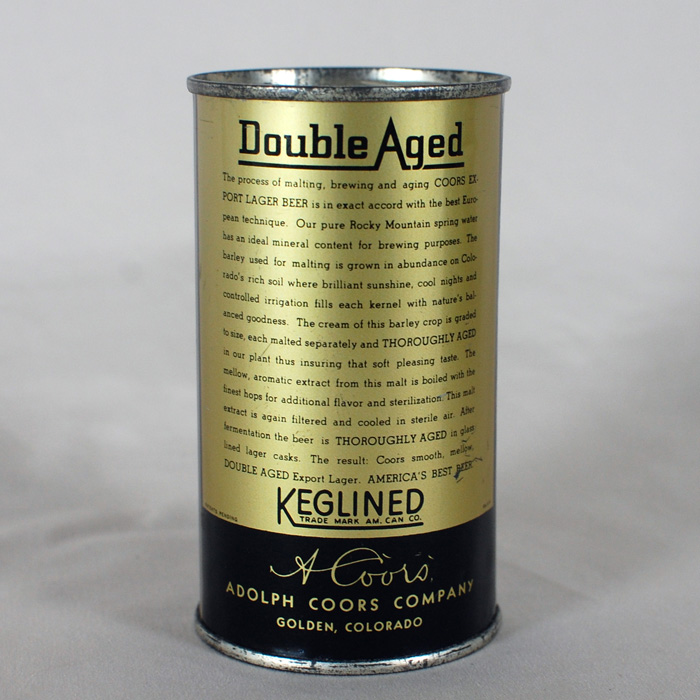 Double Aged
The process of malting, brewing and aging COORS EX-
PORT LAGER BEER is in exact accord with the best Euro-
pean technique. Our pure Rocky Mountain spring water
has an ideal mineral content for brewing purposes. The
barley used for malting is grown in abundance on Colo-
rado's rich soil where brilliant sunshine, cool nights and
controlled irrigation fills each kernel with nature's bal-
anced goodness. The cream of this barley crop is graded
to size, each malted separately and THOROUGHLY AGED
in our plant thus insuring that soft pleasing taste. The
mellow, aromatic extract from this malt is boiled with the
finest hops for additional flavor and sterilization. This malt
extract is again filtered and cooled in sterile air. After
fermentation the beer is THOROUGHLY AGED in glass
lined lager casks. The result: Coors smooth, mellow,
DOUBLE AGED Export Lager. AMERICA'S BEST BEER
KEGLINED
TRADE MARK AM. CAN CO.
A Coors
ADOLPH COORS COMPANY
GOLDEN, COLORADO